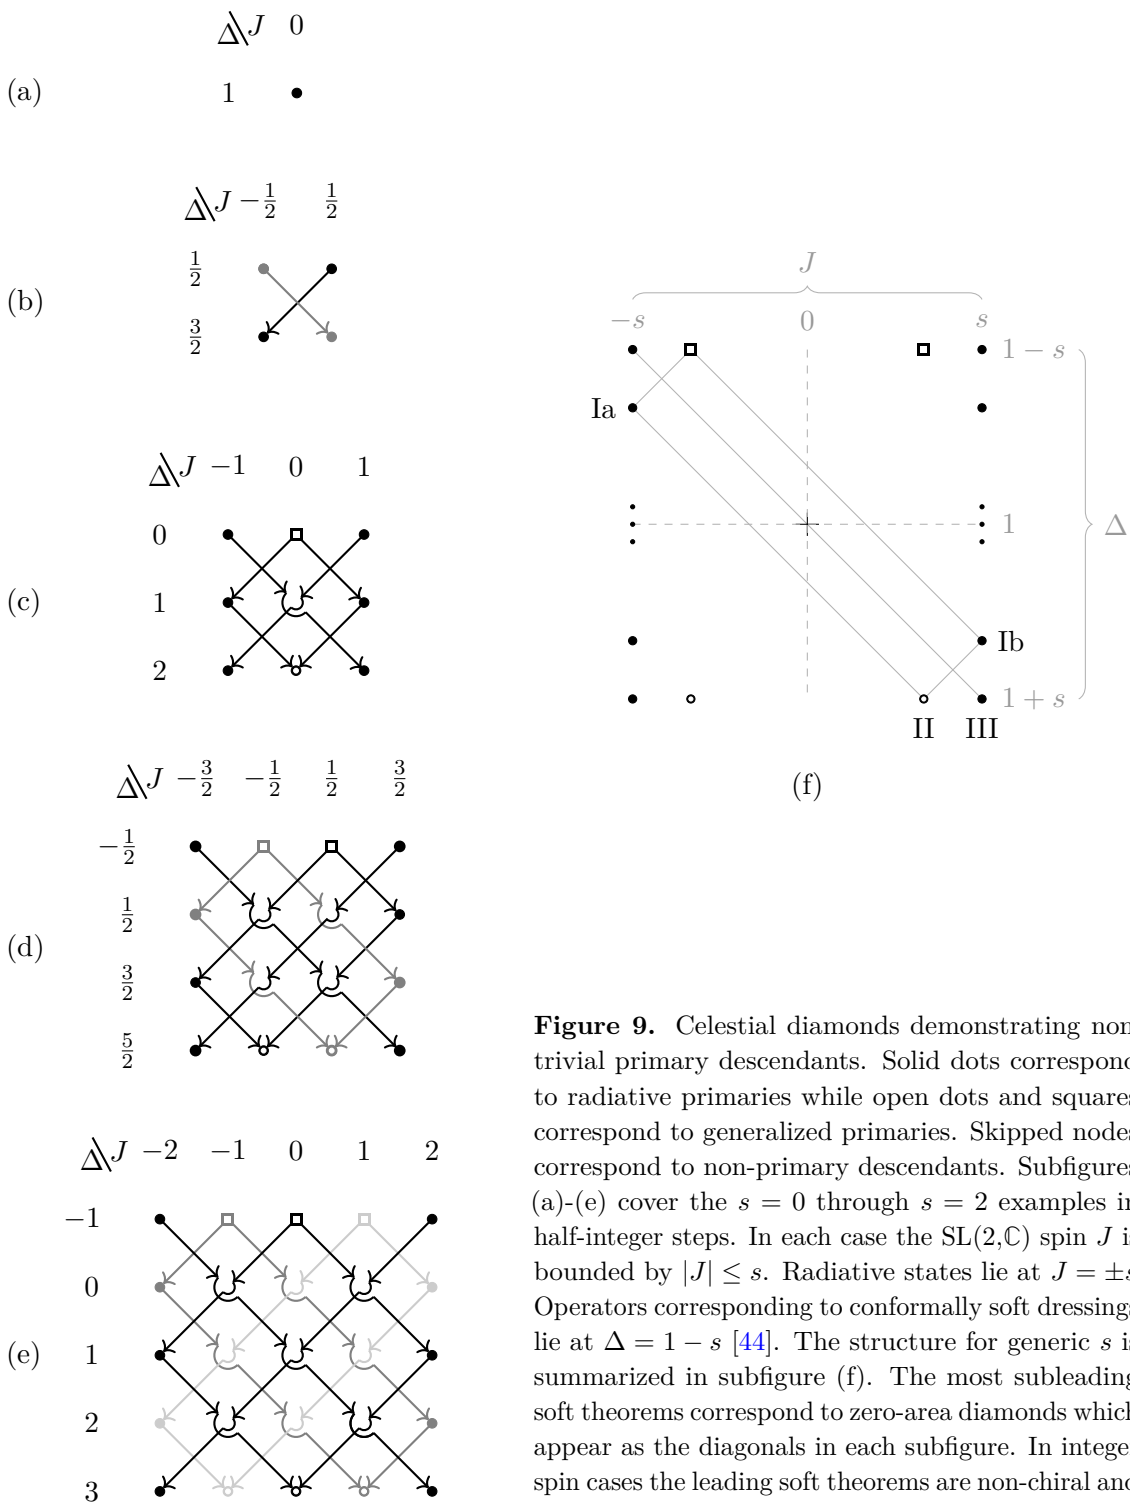 Δ\J 0
(a)
1
Δ\J −1/2 1/2
1/2
(b)
3/2
Δ\J −1 0 1
0
(c) 1
2
Δ\J −3/2 −1/2 1/2 3/2
−1/2
1/2
(d)
3/2
5/2
Δ\J −2 −1 0 1 2
−1
0
(e) 1
2
3
J
−s 0 s
1 − s
Ia
1 Δ
Ib
1 + s
II III
(f)
Figure 9. Celestial diamonds demonstrating non
trivial primary descendants. Solid dots correspond
to radiative primaries while open dots and squares
correspond to generalized primaries. Skipped nodes
correspond to non-primary descendants. Subfigures
(a)-(e) cover the s = 0 through s = 2 examples in
half-integer steps. In each case the SL(2,ℂ) spin J is
bounded by |J| ≤ s. Radiative states lie at J = ±s
Operators corresponding to conformally soft dressings
lie at Δ = 1 − s [44]. The structure for generic s is
summarized in subfigure (f). The most subleading
soft theorems correspond to zero-area diamonds which
appear as the diagonals in each subfigure. In integer
spin cases the leading soft theorems are non-chiral and